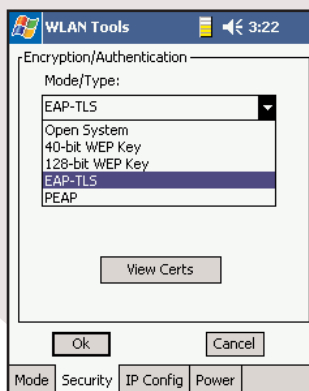 WLAN Tools 3:22
Encryption/Authentication
Mode/Type:
EAP-TLS
Open System
40-bit WEP Key
128-bit WEP Key
EAP-TLS
PEAP
View Certs
Ok Cancel
Mode Security IP Config Power